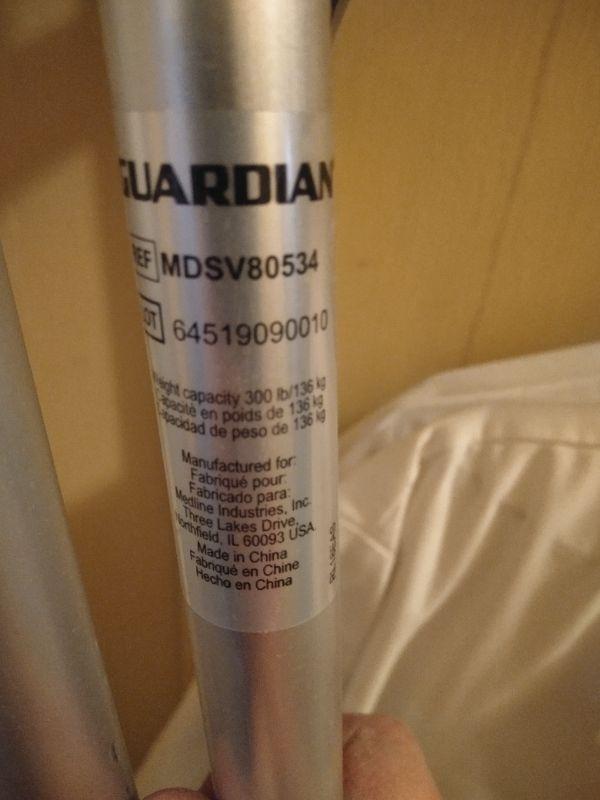 GUARDIAN
REF MDSV80534
LOT 64519090010
Weight capacity 300 lb/136 kg
Capacité en poids de 136 kg
Capacidad de peso de 136 kg
Manufactured for:
Fabriqué pour:
Fabricado para:
Medline Industries, Inc.
Three Lakes Drive,
Northfield, IL 60093 USA
Made in China
Fabriqué en Chine
Hecho en China